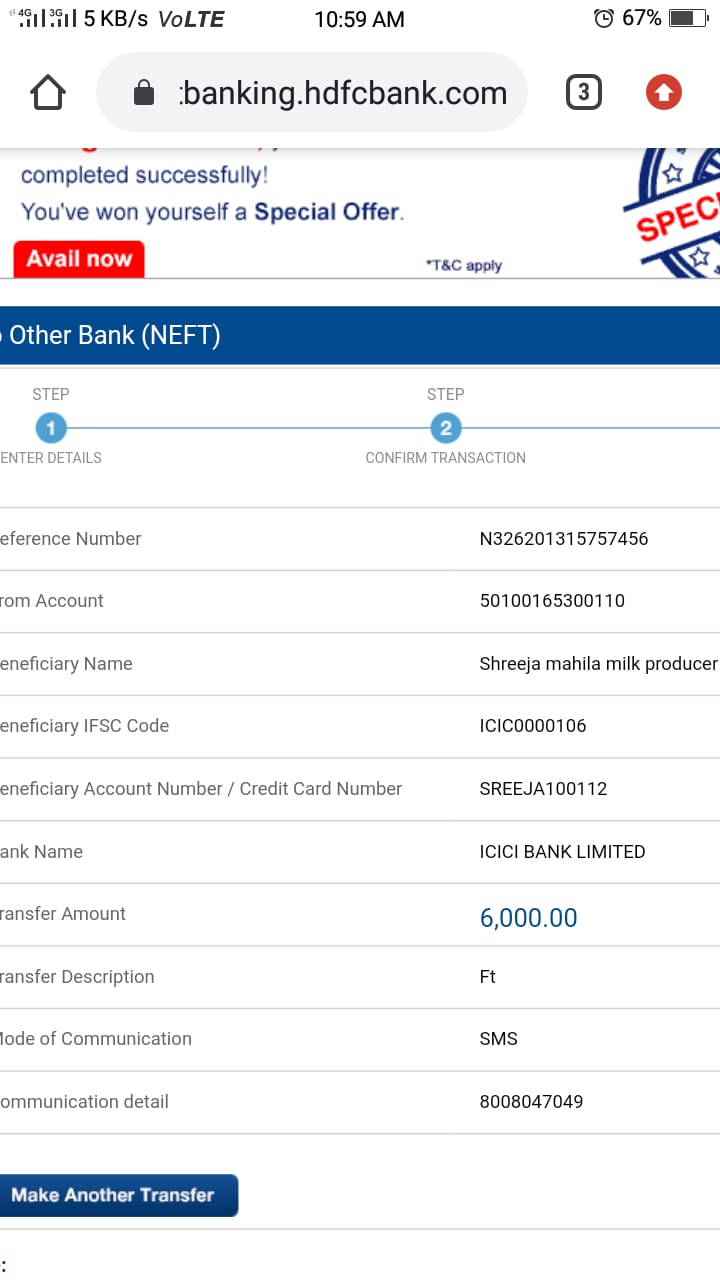 4G 3G 5 KB/s VoLTE 10:59 AM 67%
:banking.hdfcbank.com 3
completed successfully!
You've won yourself a Special Offer.
SPEC
Avail now
*T&C apply
Other Bank (NEFT)
STEP STEP
1 2
ENTER DETAILS CONFIRM TRANSACTION
eference Number N326201315757456
rom Account 50100165300110
eneficiary Name Shreeja mahila milk producer
eneficiary IFSC Code ICIC0000106
eneficiary Account Number / Credit Card Number SREEJA100112
ank Name ICICI BANK LIMITED
ransfer Amount 6,000.00
ransfer Description Ft
ode of Communication SMS
ommunication detail 8008047049
Make Another Transfer
: